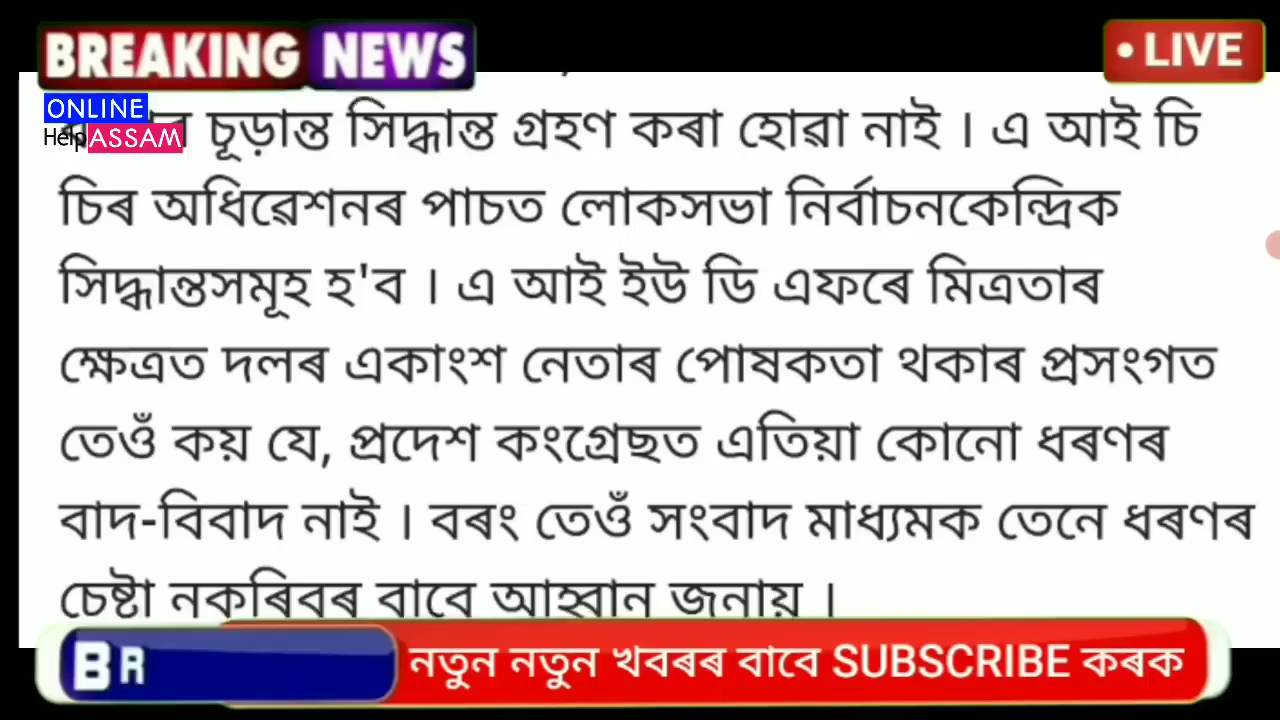 BREAKING NEWS
• LIVE
ONLINE
Help ASSAM
চূড়ান্ত সিদ্ধান্ত গ্ৰহণ কৰা হোৱা নাই । এ আই চি
চিৰ অধিৱেশনৰ পাচত লোকসভা নিৰ্বাচনকেন্দ্ৰিক
সিদ্ধান্তসমূহ হ'ব । এ আই ইউ ডি এফৰে মিত্ৰতাৰ
ক্ষেত্ৰত দলৰ একাংশ নেতাৰ পোষকতা থকাৰ প্ৰসংগত
তেওঁ কয় যে, প্ৰদেশ কংগ্ৰেছত এতিয়া কোনো ধৰণৰ
বাদ-বিবাদ নাই । বৰং তেওঁ সংবাদ মাধ্যমক তেনে ধৰণৰ
চেষ্টা নকৰিবৰ বাবে আহ্বান জনায় ।
BR
নতুন নতুন খবৰৰ বাবে SUBSCRIBE কৰক